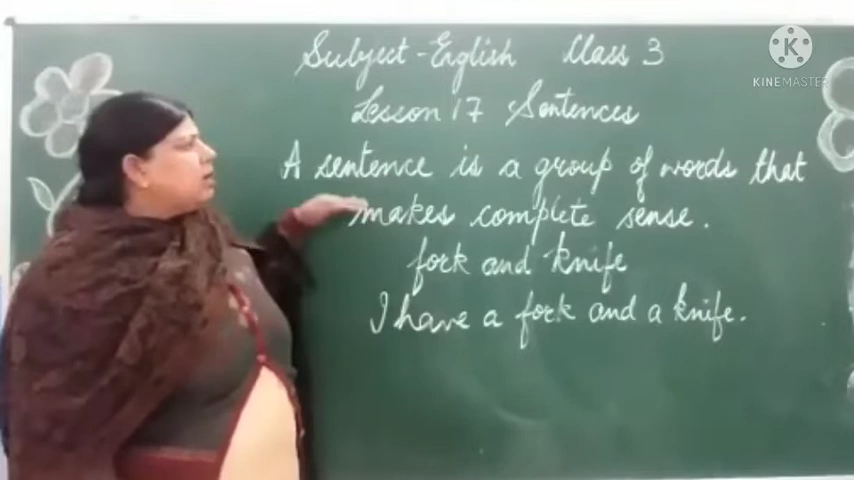 Subject - English Class 3
Lesson 17 Sentences
A sentence is a group of words that
makes complete sense.
fork and knife
I have a fork and a knife.
K
KINEMASTER